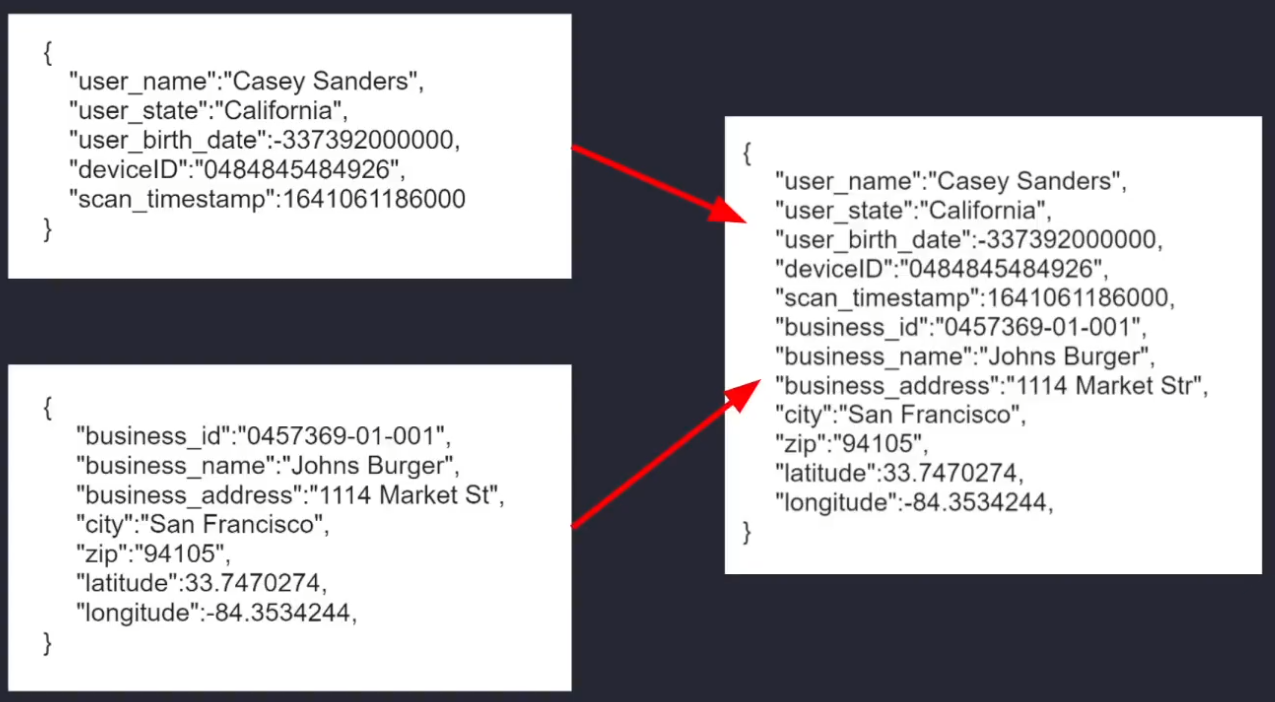 {
"user_name":"Casey Sanders",
"user_state":"California",
"user_birth_date":-337392000000,
"deviceID":"0484845484926",
"scan_timestamp":1641061186000
}
{
"business_id":"0457369-01-001",
"business_name":"Johns Burger",
"business_address":"1114 Market St",
"city":"San Francisco",
"zip":"94105",
"latitude":33.7470274,
"longitude":-84.3534244,
}
{
"user_name":"Casey Sanders",
"user_state":"California",
"user_birth_date":-337392000000,
"deviceID":"0484845484926",
"scan_timestamp":1641061186000,
"business_id":"0457369-01-001",
"business_name":"Johns Burger",
"business_address":"1114 Market Str",
"city":"San Francisco",
"zip":"94105",
"latitude":33.7470274,
"longitude":-84.3534244,
}